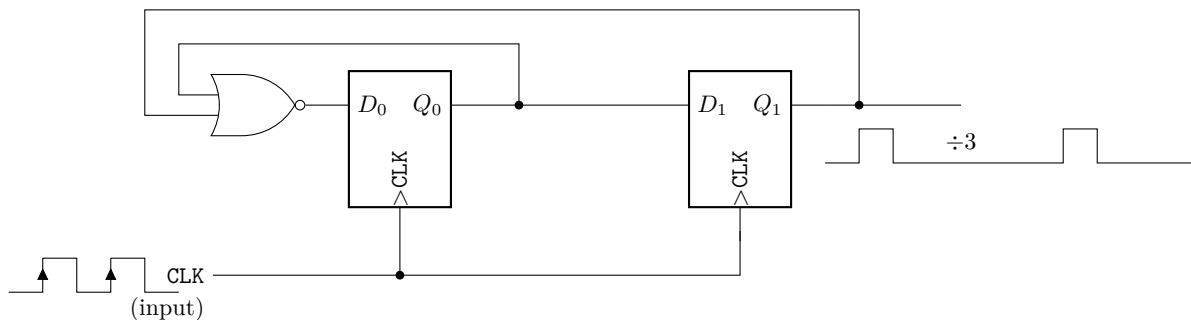 D₀ Q₀
CLK
D₁ Q₁
CLK
÷3
CLK
(input)